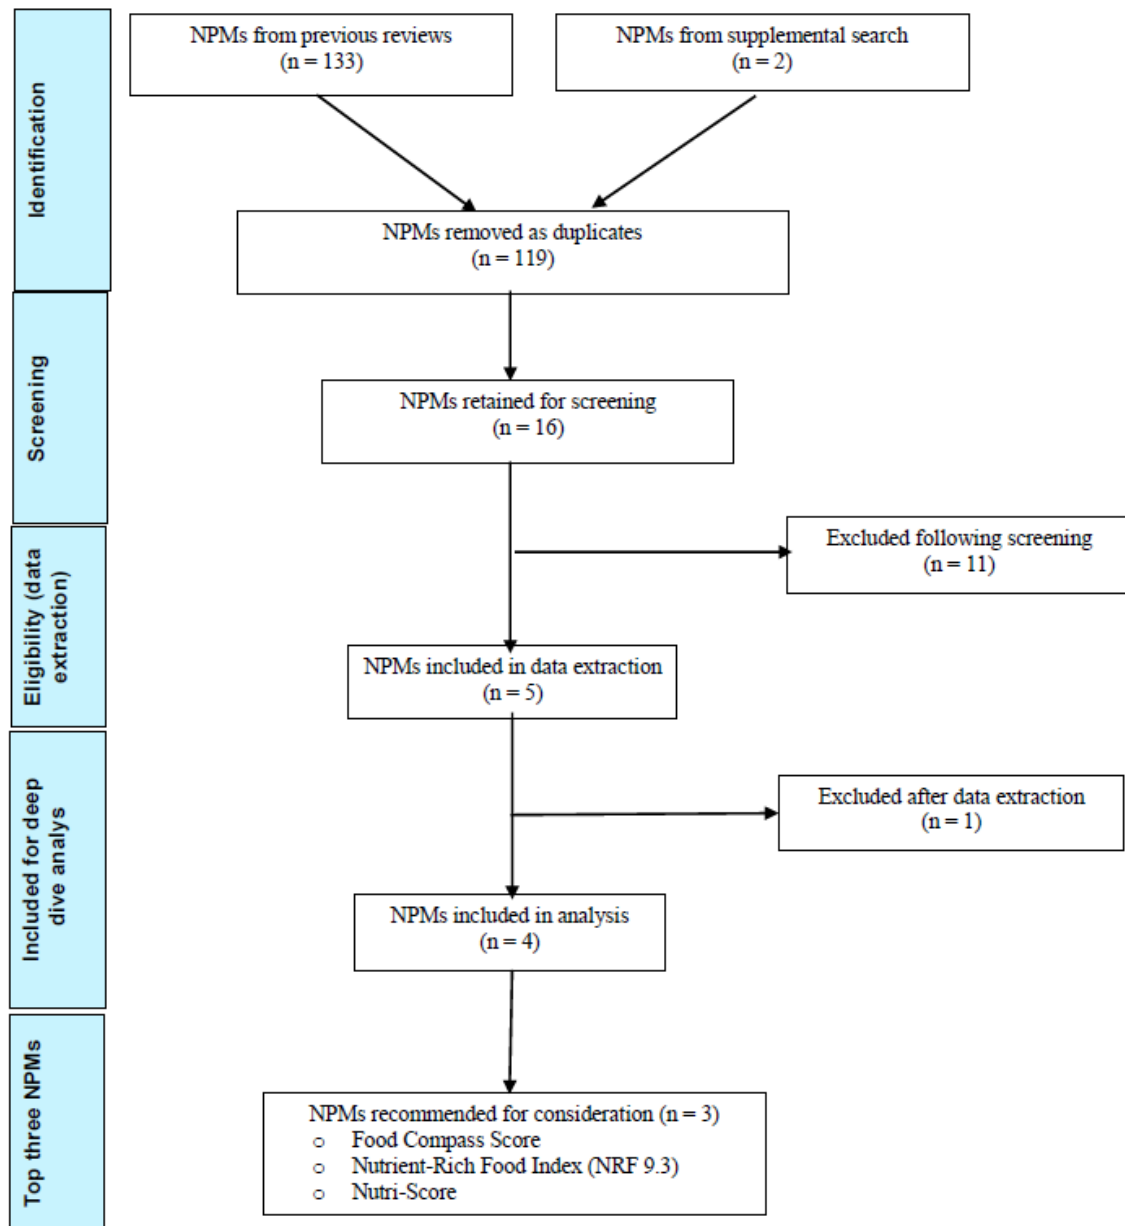 Identification
NPMs from previous reviews
(n = 133)
NPMs from supplemental search
(n = 2)
NPMs removed as duplicates
(n = 119)
Screening
NPMs retained for screening
(n = 16)
Excluded following screening
(n = 11)
Eligibility (data
extraction)
NPMs included in data extraction
(n = 5)
Included for deep
dive analys
Excluded after data extraction
(n = 1)
NPMs included in analysis
(n = 4)
Top three NPMs
NPMs recommended for consideration (n = 3)
o Food Compass Score
o Nutrient-Rich Food Index (NRF 9.3)
o Nutri-Score